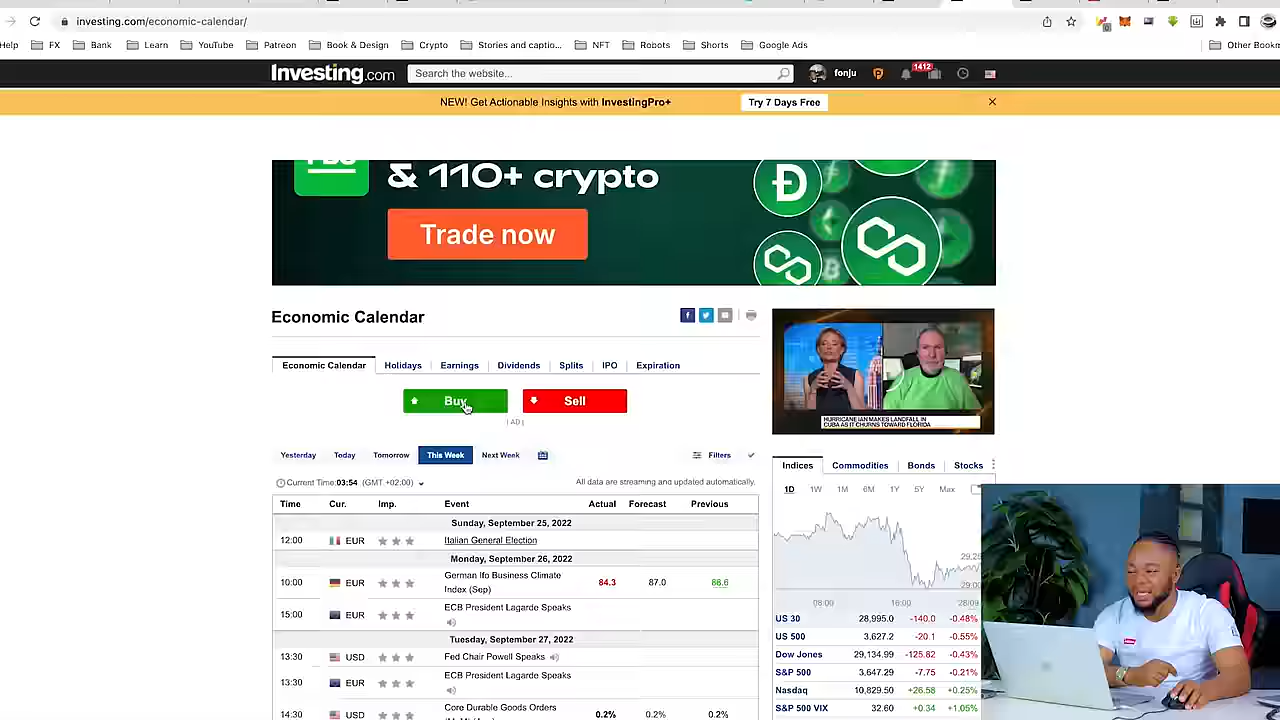 investing.com/economic-calendar/
Help FX Bank Learn YouTube Patreon Book & Design Crypto Stories and captio... NFT Robots Shorts Google Ads
Investing.com Search the website... fonju 1412
NEW! Get Actionable Insights with InvestingPro+ Try 7 Days Free
& 110+ crypto
Trade now
Economic Calendar
Economic Calendar Holidays Earnings Dividends Splits IPO Expiration
Buy Sell
| AD |
HURRICANE IAN MAKES LANDFALL IN
CUBA AS IT CHURNS TOWARD FLORIDA
Yesterday Today Tomorrow This Week Next Week Filters
Current Time:03:54 (GMT +02:00) All data are streaming and updated automatically.
Time Cur. Imp. Event Actual Forecast Previous
Sunday, September 25, 2022
12:00 EUR Italian General Election
Monday, September 26, 2022
10:00 EUR German Ifo Business Climate
Index (Sep) 84.3 87.0 88.6
15:00 EUR ECB President Lagarde Speaks
Tuesday, September 27, 2022
13:30 USD Fed Chair Powell Speaks
13:30 EUR ECB President Lagarde Speaks
14:30 USD Core Durable Goods Orders 0.2% 0.2% 0.2%
Indices Commodities Bonds Stocks
1D 1W 1M 6M 1Y 5Y Max
29,25
29,00
08:00 16:00 28/09
US 30 28,995.0 -140.0 -0.48%
US 500 3,627.2 -20.1 -0.55%
Dow Jones 29,134.99 -125.82 -0.43%
S&P 500 3,647.29 -7.75 -0.21%
Nasdaq 10,829.50 +26.58 +0.25%
S&P 500 VIX 32.60 +0.34 +1.05%